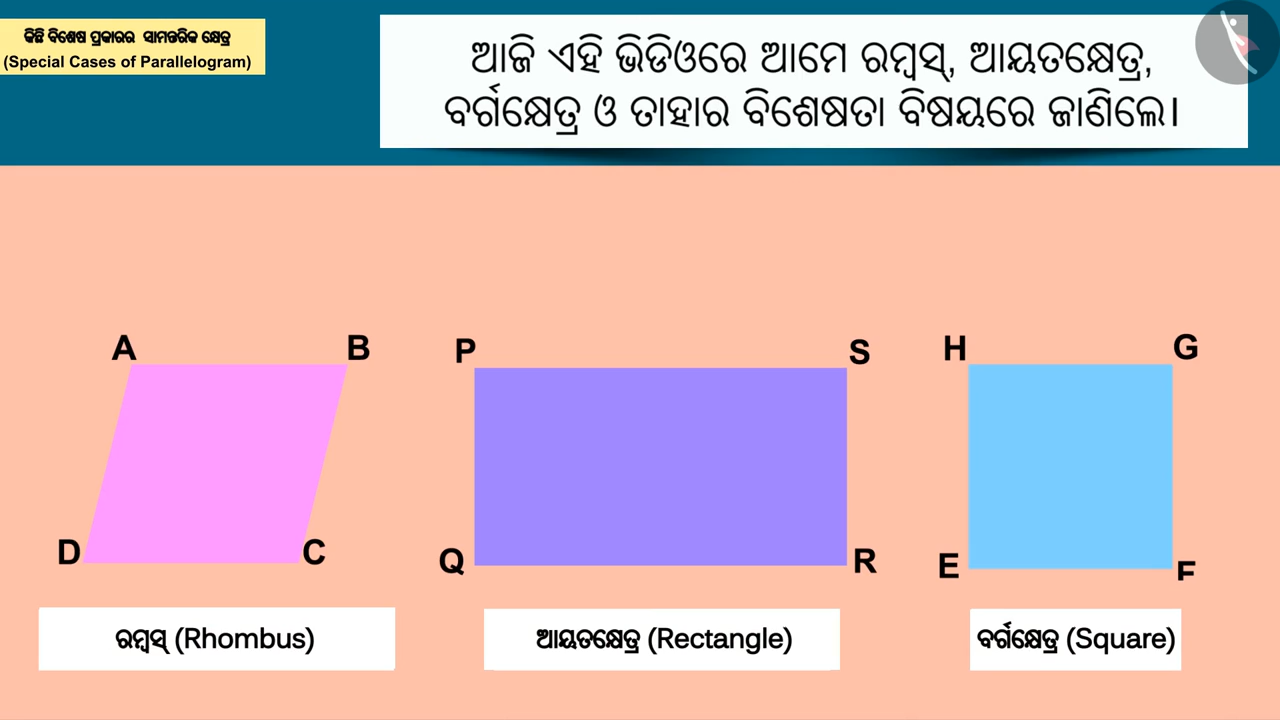 କିଛି ବିଶେଷ ପ୍ରକାରର ସାମନ୍ତରିକ କ୍ଷେତ୍ର
(Special Cases of Parallelogram)
ଆଜି ଏହି ଭିଡିଓରେ ଆମେ ରମ୍ବସ୍, ଆୟତକ୍ଷେତ୍ର,
ବର୍ଗକ୍ଷେତ୍ର ଓ ତାହାର ବିଶେଷତା ବିଷୟରେ ଜାଣିଲେ।
A B
P S
H G
D C
Q R
E F
ରମ୍ବସ୍ (Rhombus)
ଆୟତକ୍ଷେତ୍ର (Rectangle)
ବର୍ଗକ୍ଷେତ୍ର (Square)